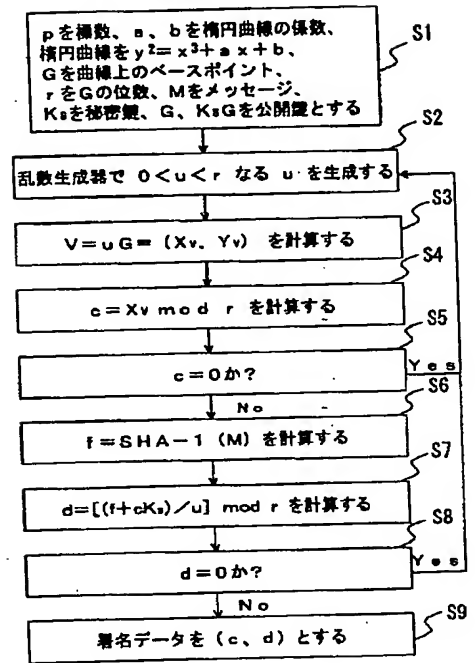 pを標数、a、bを楕円曲線の係数、
楕円曲線をy²=x³+ax+b、
Gを曲線上のベースポイント、
rをGの位数、Mをメッセージ、
Ksを秘密鍵、G、KsGを公開鍵とする
S1
S2
乱数生成器で 0<u<r なる u を生成する
S3
V=uG=(Xv、Yv) を計算する
S4
c=Xv mod r を計算する
S5
c=0か?
Yes
No
S6
f=SHA-1 (M) を計算する
S7
d=[(f+cKs)/u] mod r を計算する
S8
d=0か?
Yes
No
S9
署名データを (c、d) とする